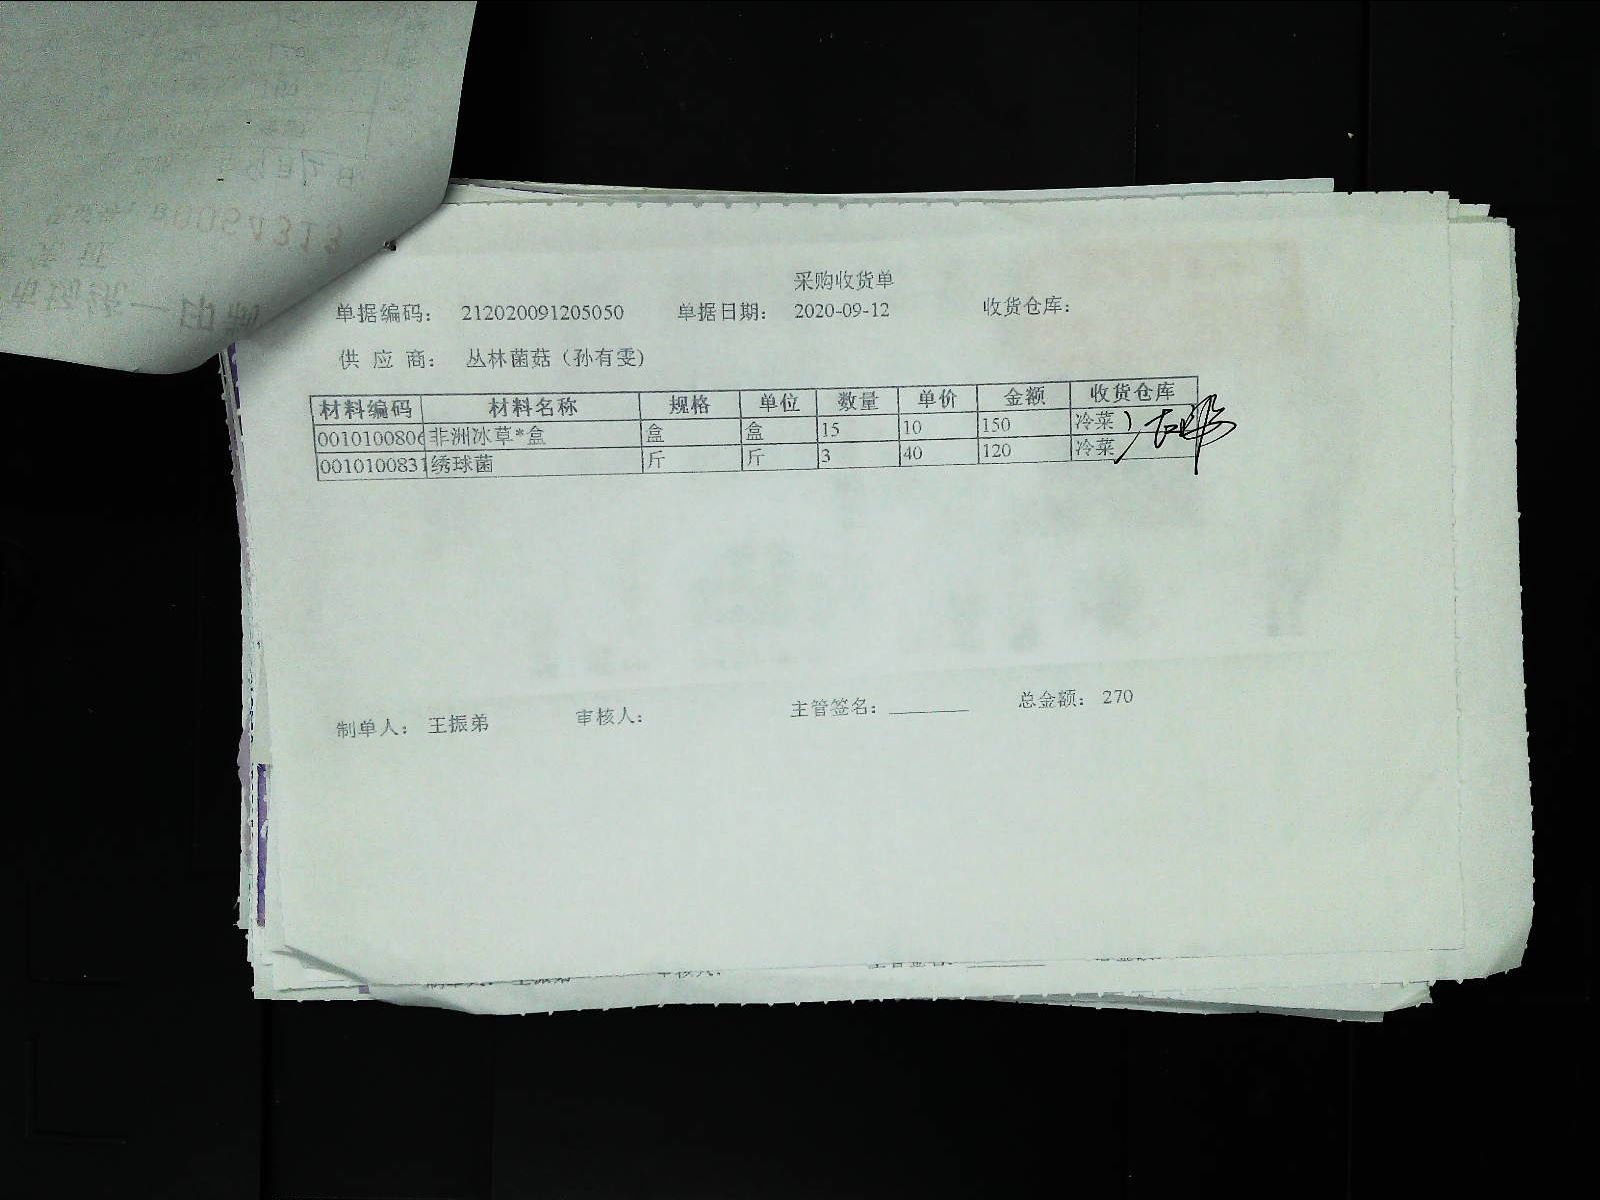 采购收货单
单据编码： 212020091205050 单据日期： 2020-09-12 收货仓库：
供 应 商： 丛林菌菇（孙有雯）
材料编码 材料名称 规格 单位 数量 单价 金额 收货仓库
0010100806 非洲冰草*盒 盒 盒 15 10 150 冷菜
0010100831 绣球菌 斤 斤 3 40 120 冷菜
制单人： 王振弟 审核人： 主管签名：________ 总金额： 270